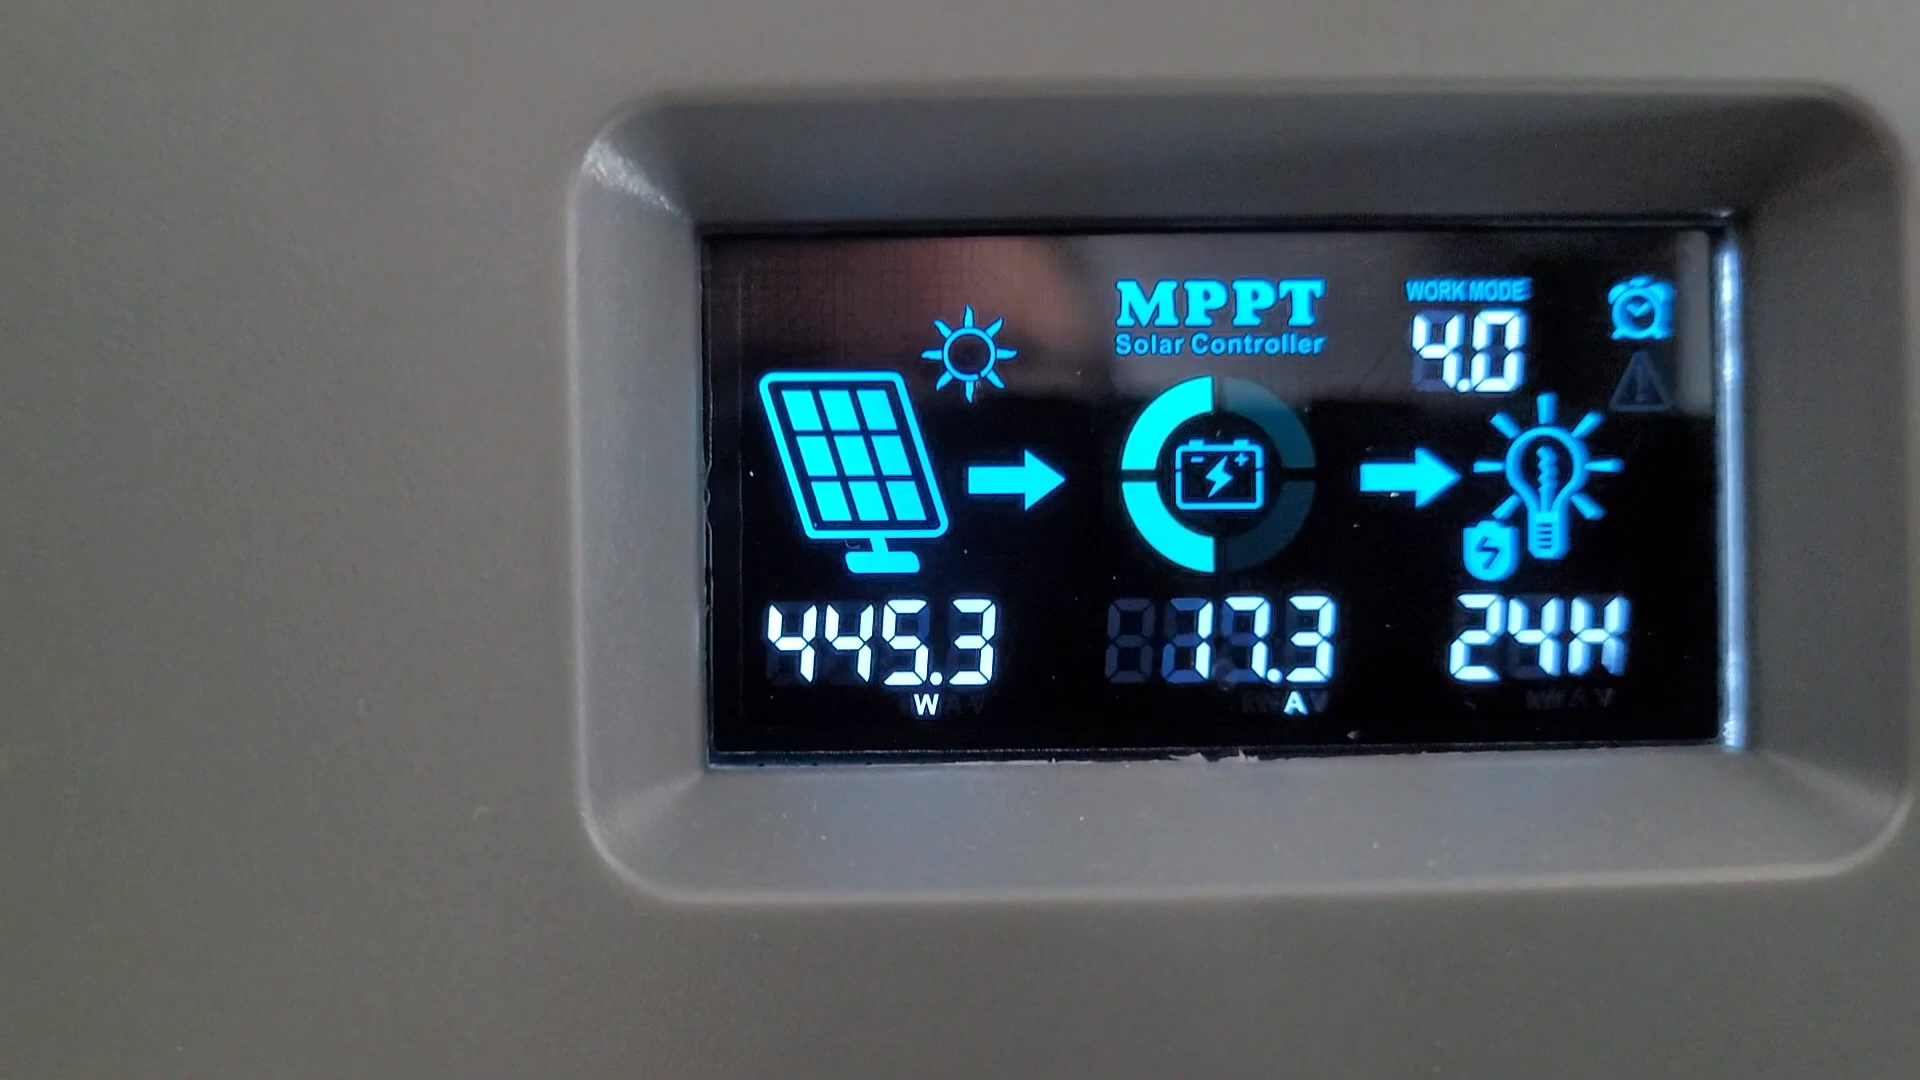 MPPT
Solar Controller
WORK MODE
4.0
445.3
W
17.3
A
24H